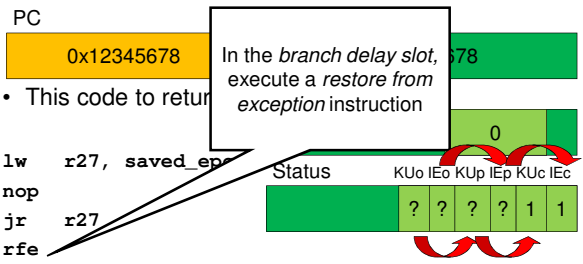 PC
0x12345678
678
In the branch delay slot,
execute a restore from
exception instruction
• This code to retur
0
lw r27, saved_epc
Status
KUo IEo KUp IEp KUc IEc
nop
? ? ? ? 1 1
jr r27
rfe